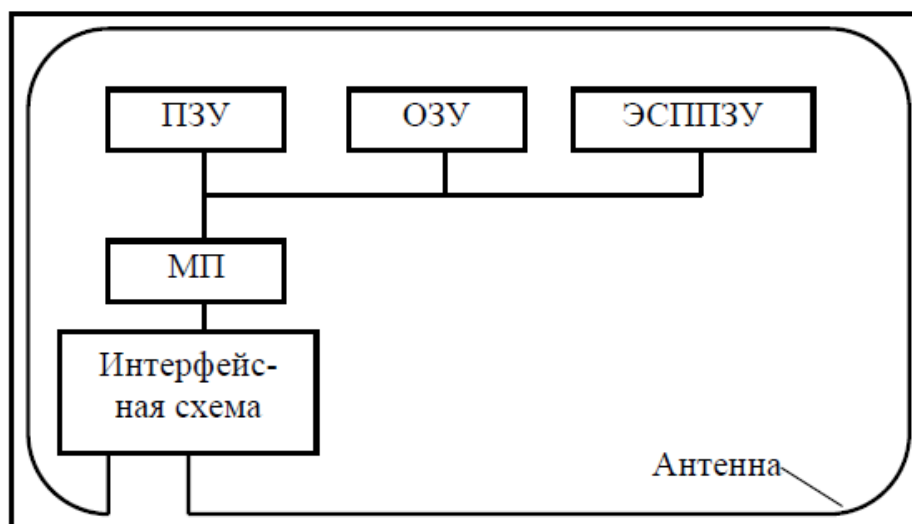 ПЗУ
ОЗУ
ЭСППЗУ
МП
Интерфейс-
ная схема
Антенна